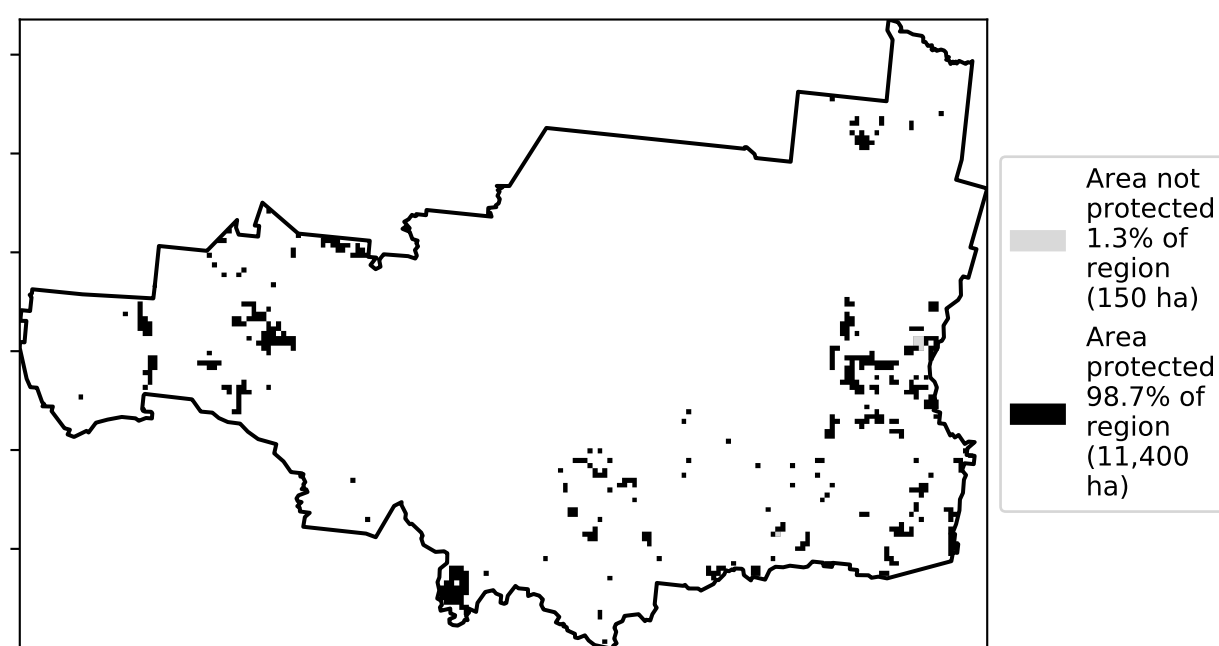 Area not
protected
1.3% of
region
(150 ha)
Area
protected
98.7% of
region
(11,400
ha)